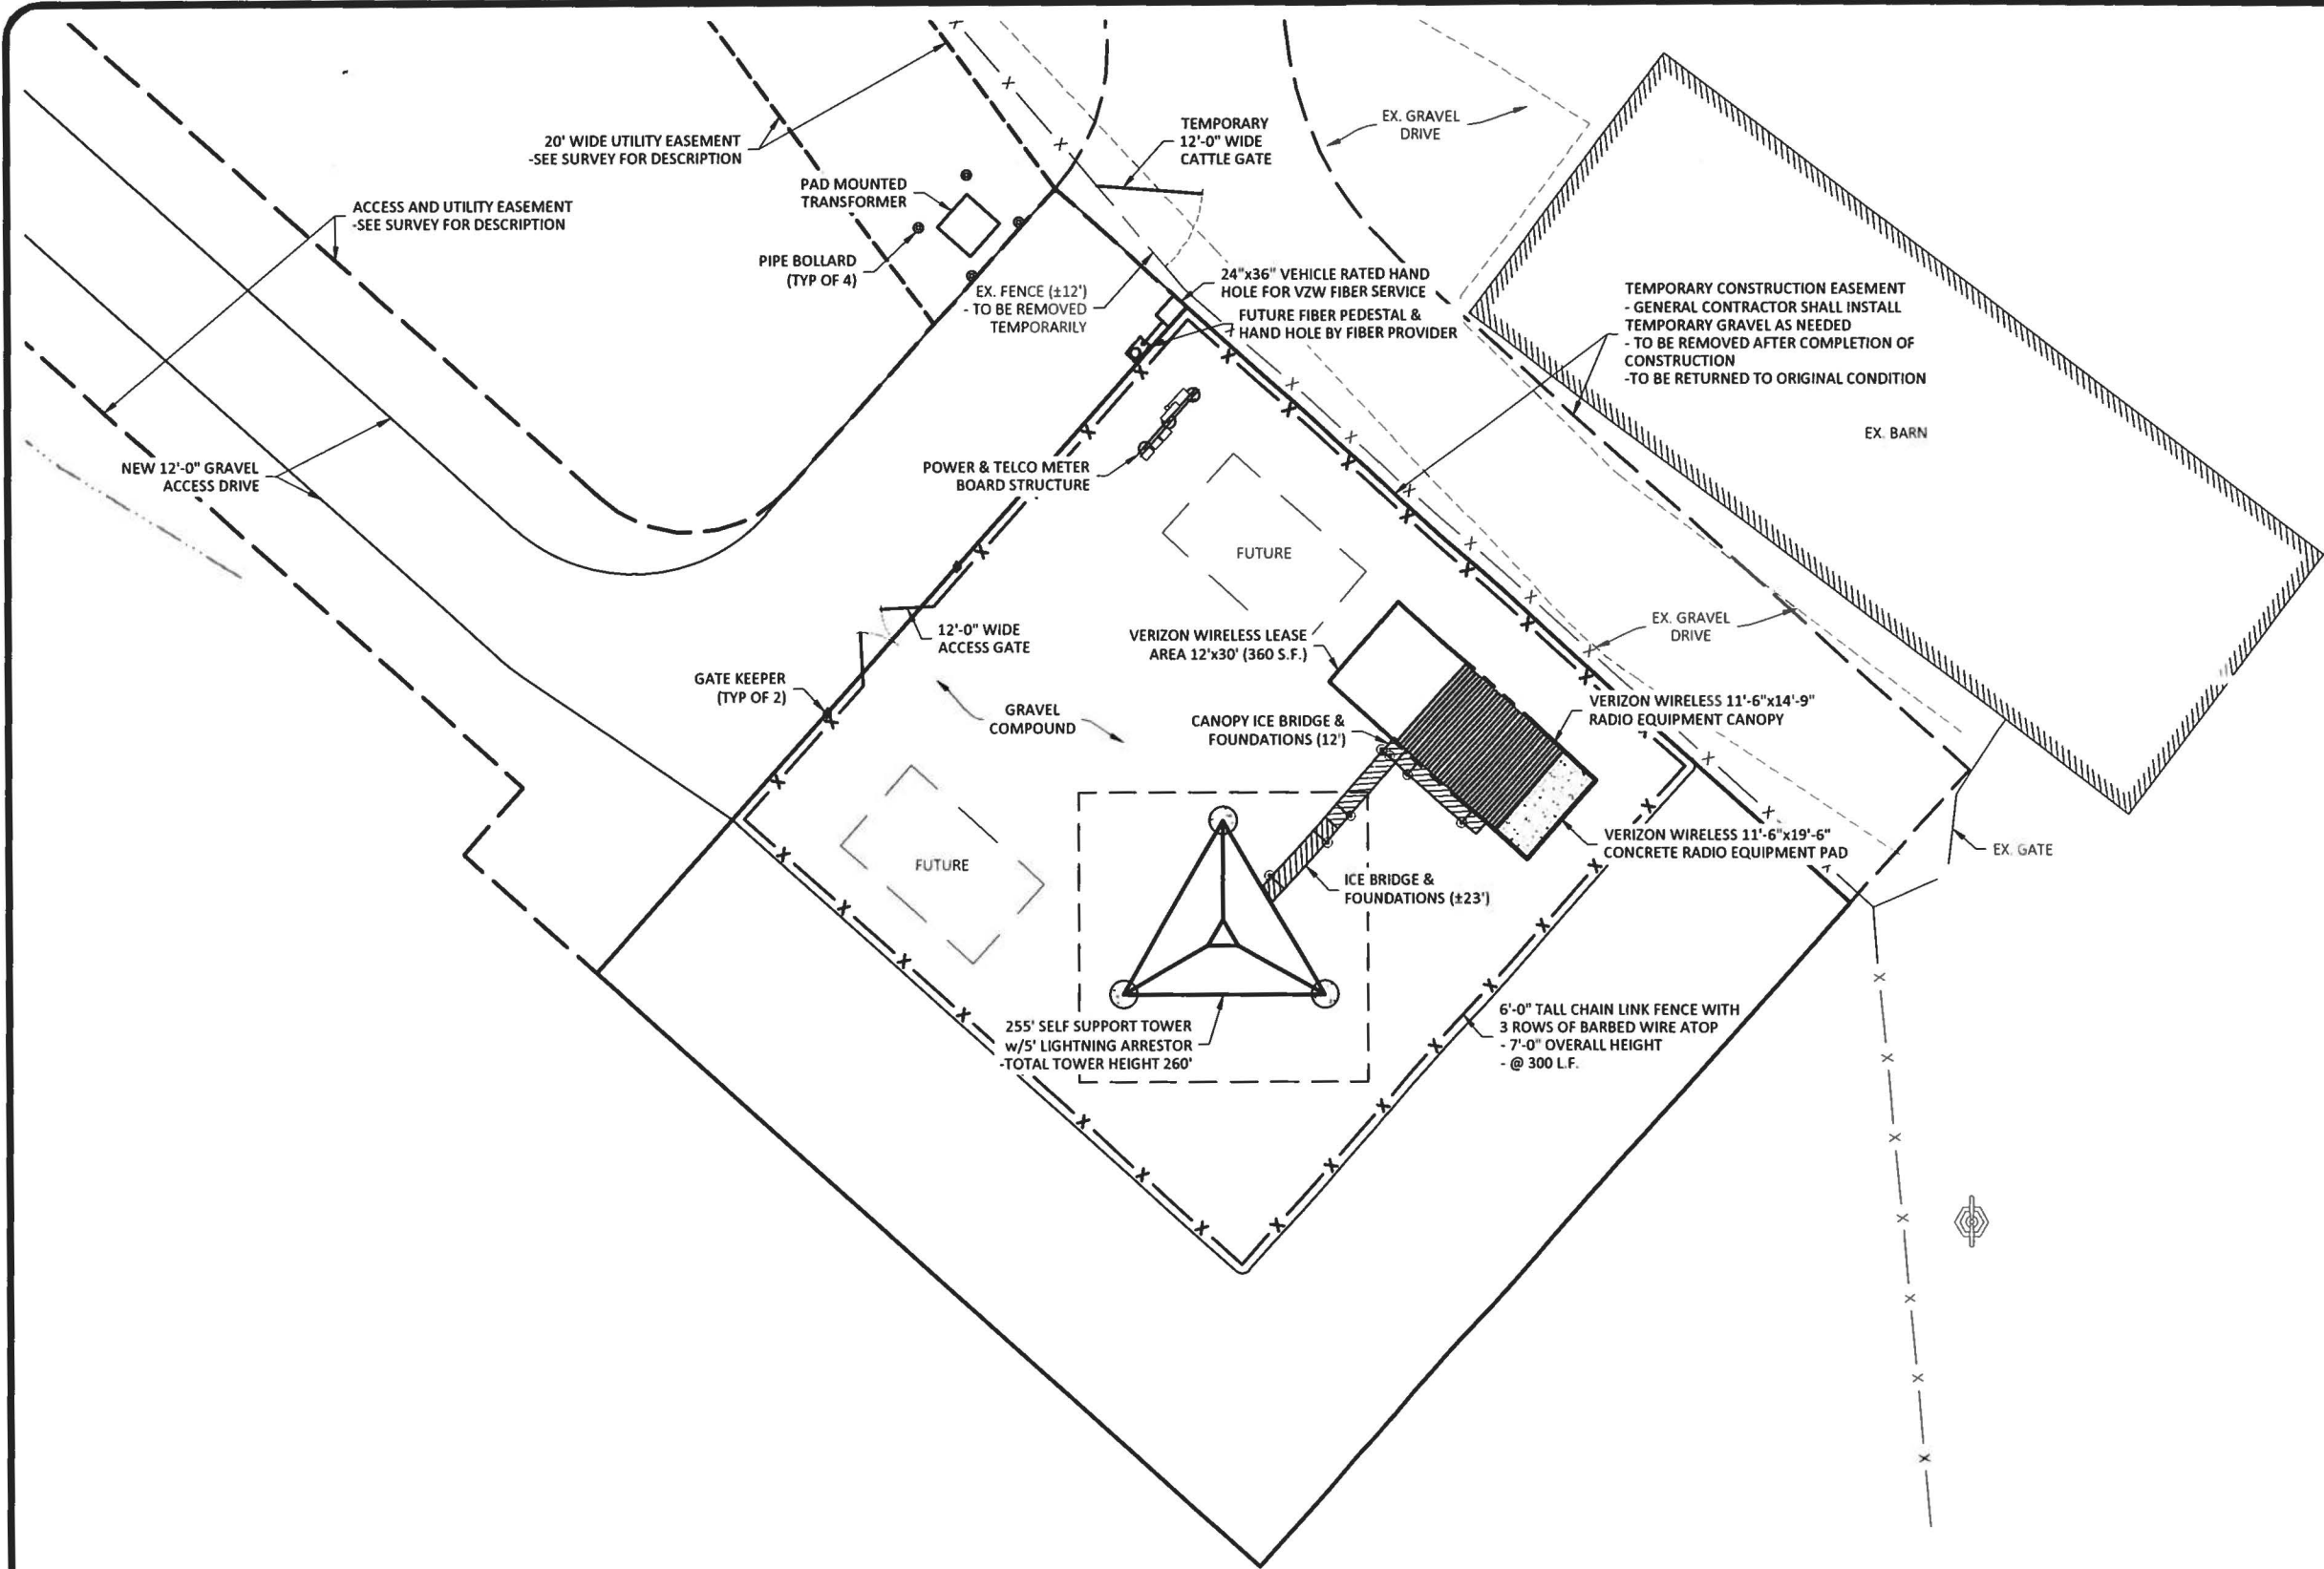 20' WIDE UTILITY EASEMENT
-SEE SURVEY FOR DESCRIPTION
TEMPORARY
12'-0" WIDE
CATTLE GATE
EX. GRAVEL
DRIVE
PAD MOUNTED
TRANSFORMER
ACCESS AND UTILITY EASEMENT
-SEE SURVEY FOR DESCRIPTION
PIPE BOLLARD
(TYP OF 4)
EX. FENCE (±12')
- TO BE REMOVED
TEMPORARILY
24"x36" VEHICLE RATED HAND
HOLE FOR VZW FIBER SERVICE
FUTURE FIBER PEDESTAL &
HAND HOLE BY FIBER PROVIDER
TEMPORARY CONSTRUCTION EASEMENT
- GENERAL CONTRACTOR SHALL INSTALL
TEMPORARY GRAVEL AS NEEDED
- TO BE REMOVED AFTER COMPLETION OF
CONSTRUCTION
-TO BE RETURNED TO ORIGINAL CONDITION
EX. BARN
NEW 12'-0" GRAVEL
ACCESS DRIVE
POWER & TELCO METER
BOARD STRUCTURE
FUTURE
12'-0" WIDE
ACCESS GATE
VERIZON WIRELESS LEASE
AREA 12'x30' (360 S.F.)
EX. GRAVEL
DRIVE
GATE KEEPER
(TYP OF 2)
GRAVEL
COMPOUND
CANOPY ICE BRIDGE &
FOUNDATIONS (12')
VERIZON WIRELESS 11'-6"x14'-9"
RADIO EQUIPMENT CANOPY
FUTURE
VERIZON WIRELESS 11'-6"x19'-6"
CONCRETE RADIO EQUIPMENT PAD
EX. GATE
ICE BRIDGE &
FOUNDATIONS (±23')
255' SELF SUPPORT TOWER
w/5' LIGHTNING ARRESTOR
-TOTAL TOWER HEIGHT 260'
6'-0" TALL CHAIN LINK FENCE WITH
3 ROWS OF BARBED WIRE ATOP
- 7'-0" OVERALL HEIGHT
- @ 300 L.F.